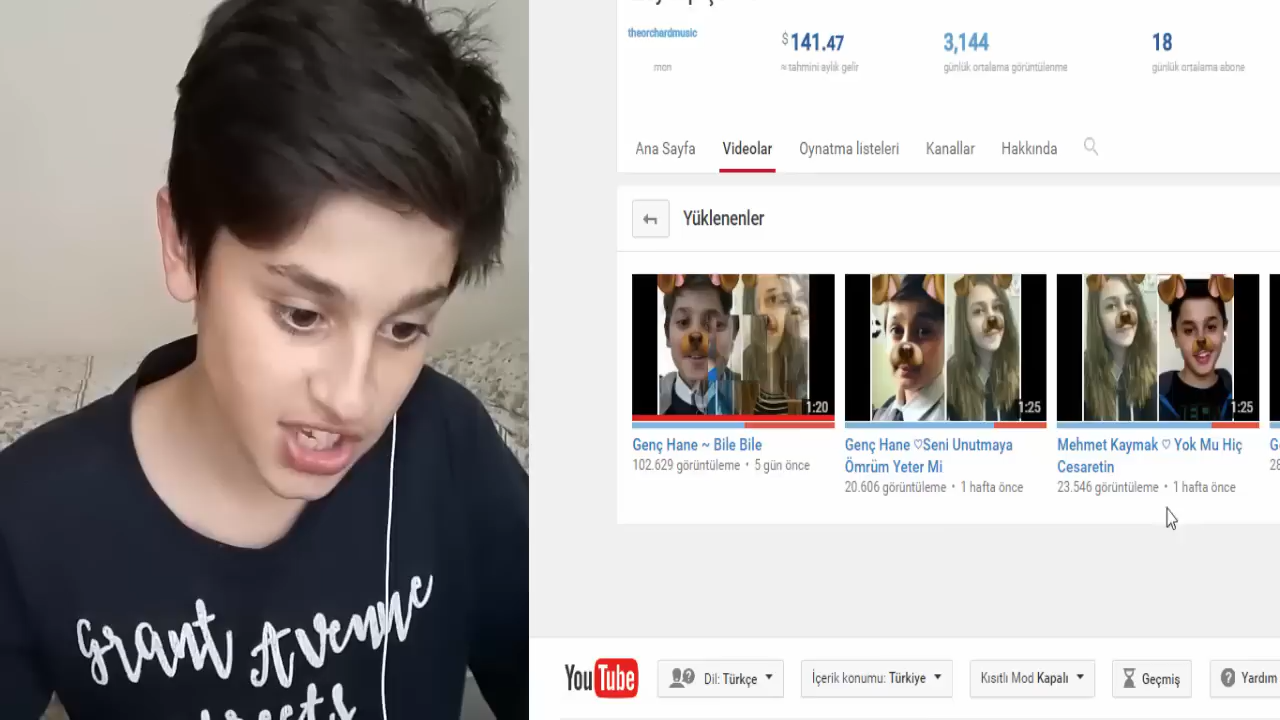 theorchardmusic
$ 141.47
3,144
18
mon
≈ tahmini aylık gelir
günlük ortalama görüntülenme
günlük ortalama abone
Ana Sayfa
Videolar
Oynatma listeleri
Kanallar
Hakkında
Yüklenenler
1:20
1:25
1:25
Genç Hane ~ Bile Bile
102.629 görüntüleme • 5 gün önce
Genç Hane ♡Seni Unutmaya
Ömrüm Yeter Mi
20.606 görüntüleme • 1 hafta önce
Mehmet Kaymak ♡ Yok Mu Hiç
Cesaretin
23.546 görüntüleme • 1 hafta önce
28
Grant Avenue
Streets
YouTube
Dil: Türkçe
İçerik konumu: Türkiye
Kısıtlı Mod Kapalı
Geçmiş
Yardım